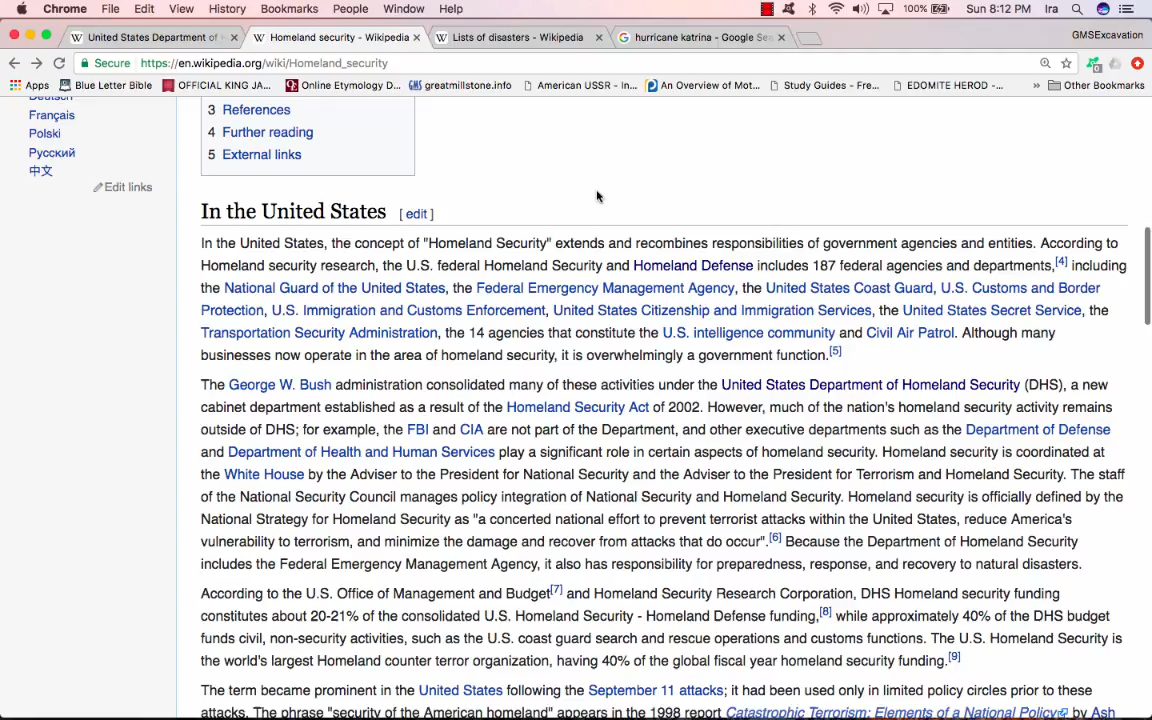 Chrome File Edit View History Bookmarks People Window Help 100% Sun 8:12 PM Ira
United States Department of × Homeland security - Wikipedia × Lists of disasters - Wikipedia × hurricane katrina - Google Sea × GMSExcavation
Secure https://en.wikipedia.org/wiki/Homeland_security
Apps Blue Letter Bible OFFICIAL KING JA... Online Etymology D... greatmillstone.info American USSR - In... An Overview of Mot... Study Guides - Fre... EDOMITE HEROD -... » Other Bookmarks
Deutsch
Français
Polski
Русский
中文
Edit links
3 References
4 Further reading
5 External links
In the United States [ edit ]
In the United States, the concept of "Homeland Security" extends and recombines responsibilities of government agencies and entities. According to
Homeland security research, the U.S. federal Homeland Security and Homeland Defense includes 187 federal agencies and departments,[4] including
the National Guard of the United States, the Federal Emergency Management Agency, the United States Coast Guard, U.S. Customs and Border
Protection, U.S. Immigration and Customs Enforcement, United States Citizenship and Immigration Services, the United States Secret Service, the
Transportation Security Administration, the 14 agencies that constitute the U.S. intelligence community and Civil Air Patrol. Although many
businesses now operate in the area of homeland security, it is overwhelmingly a government function.[5]
The George W. Bush administration consolidated many of these activities under the United States Department of Homeland Security (DHS), a new
cabinet department established as a result of the Homeland Security Act of 2002. However, much of the nation's homeland security activity remains
outside of DHS; for example, the FBI and CIA are not part of the Department, and other executive departments such as the Department of Defense
and Department of Health and Human Services play a significant role in certain aspects of homeland security. Homeland security is coordinated at
the White House by the Adviser to the President for National Security and the Adviser to the President for Terrorism and Homeland Security. The staff
of the National Security Council manages policy integration of National Security and Homeland Security. Homeland security is officially defined by the
National Strategy for Homeland Security as "a concerted national effort to prevent terrorist attacks within the United States, reduce America's
vulnerability to terrorism, and minimize the damage and recover from attacks that do occur".[6] Because the Department of Homeland Security
includes the Federal Emergency Management Agency, it also has responsibility for preparedness, response, and recovery to natural disasters.
According to the U.S. Office of Management and Budget[7] and Homeland Security Research Corporation, DHS Homeland security funding
constitutes about 20-21% of the consolidated U.S. Homeland Security - Homeland Defense funding,[8] while approximately 40% of the DHS budget
funds civil, non-security activities, such as the U.S. coast guard search and rescue operations and customs functions. The U.S. Homeland Security is
the world's largest Homeland counter terror organization, having 40% of the global fiscal year homeland security funding.[9]
The term became prominent in the United States following the September 11 attacks; it had been used only in limited policy circles prior to these
attacks. The phrase "security of the American homeland" appears in the 1998 report Catastrophic Terrorism: Elements of a National Policy by Ash